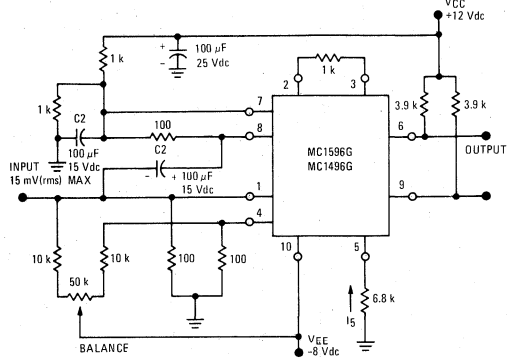 VCC
+12 Vdc
+
−
100 μF
25 Vdc
1 k
1 k
2
3
1 k
7
3.9 k
3.9 k
C2
100
8
6
100 μF
15 Vdc
MAX
C2
MC1596G
MC1496G
OUTPUT
INPUT
15 mV(rms)
−
+ 100 μF
15 Vdc
1
9
4
10 k
10 k
100
100
10
5
50 k
6.8 k
I5
VEE
-8 Vdc
BALANCE